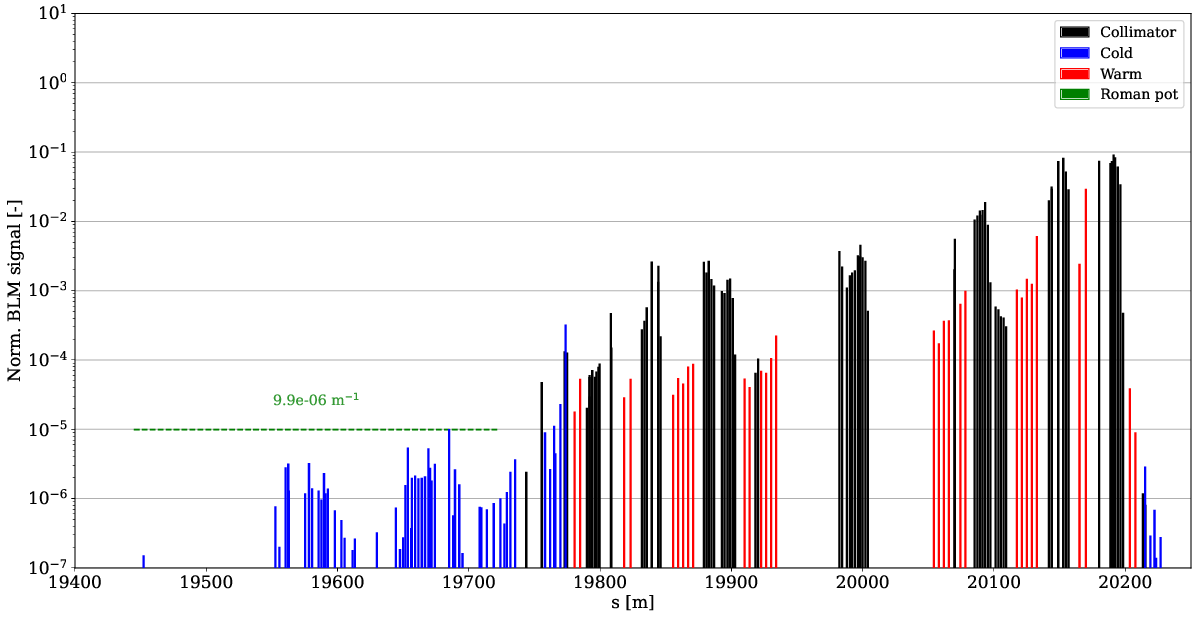 10¹
10⁰
10⁻¹
10⁻²
10⁻³
10⁻⁴
10⁻⁵
10⁻⁶
10⁻⁷
Norm. BLM signal [-]
Collimator
Cold
Warm
Roman pot
9.9e-06 m⁻¹
19400 19500 19600 19700 19800 19900 20000 20100 20200
s [m]